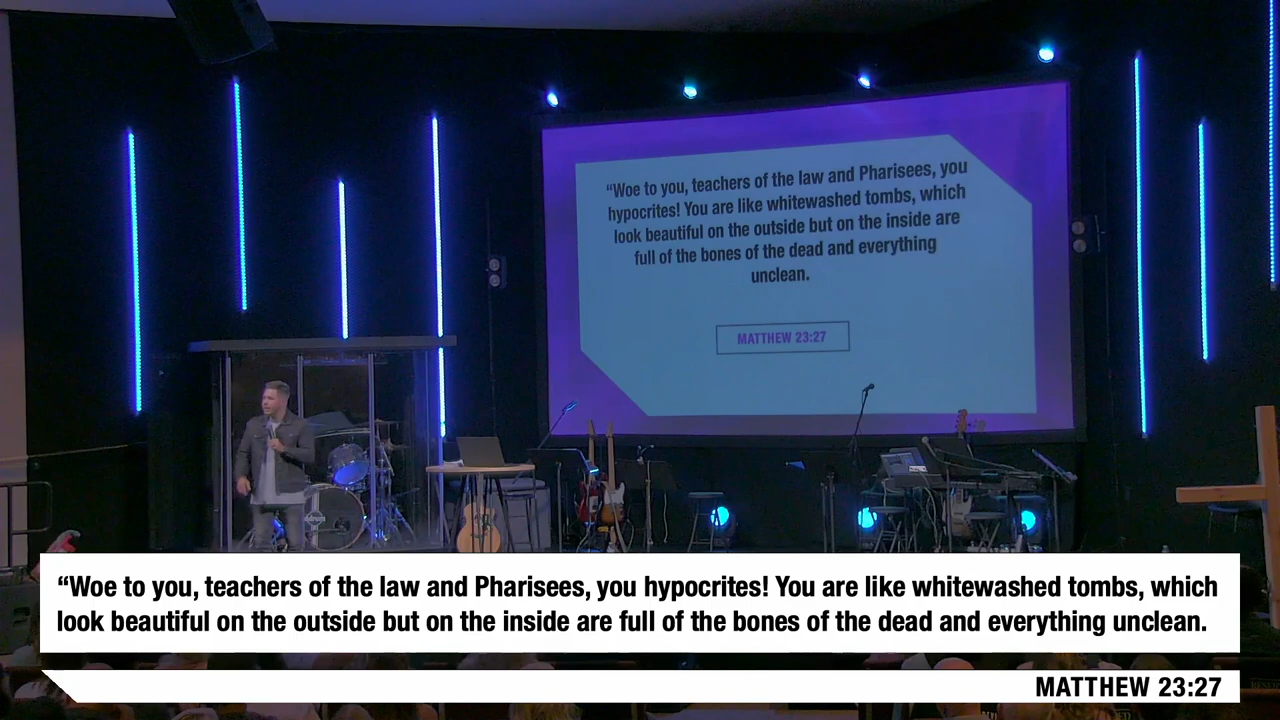 “Woe to you, teachers of the law and Pharisees, you
hypocrites! You are like whitewashed tombs, which
look beautiful on the outside but on the inside are
full of the bones of the dead and everything
unclean.
MATTHEW 23:27
“Woe to you, teachers of the law and Pharisees, you hypocrites! You are like whitewashed tombs, which
look beautiful on the outside but on the inside are full of the bones of the dead and everything unclean.
MATTHEW 23:27